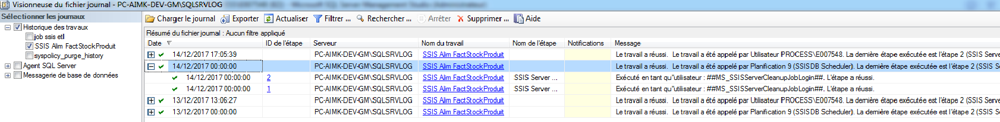 Visionneuse du fichier journal - PC-AIMK-DEV-GM\SQLSRVLOG
Sélectionner les journaux
Historique des travaux
job ssis etl
SSIS Alim FactStockProduit
syspolicy_purge_history
Agent SQL Server
Messagerie de base de données
Charger le journal Exporter Actualiser Filtrer ... Rechercher ... Arrêter Supprimer ... Aide
Résumé du fichier journal : Aucun filtre appliqué
Date ID de l'étape Serveur Nom du travail Nom de l'étape Notifications Message
14/12/2017 17:05:39 PC-AIMK-DEV-GM\SQLSRVLOG SSIS Alim FactStockProduit Le travail a réussi. Le travail a été appelé par Utilisateur PROCESS\E007548. La dernière étape exécutée est l'étape 2 (SSIS Serve
14/12/2017 00:00:00 PC-AIMK-DEV-GM\SQLSRVLOG SSIS Alim FactStockProduit Le travail a réussi. Le travail a été appelé par Planification 9 (SSISDB Scheduler). La dernière étape exécutée est l'étape 2 (SSIS S
14/12/2017 00:00:00 2 PC-AIMK-DEV-GM\SQLSRVLOG SSIS Alim FactStockProduit SSIS Server ... Exécuté en tant qu''utilisateur : ##MS_SSISServerCleanupJobLogin##. L'étape a réussi.
14/12/2017 00:00:00 1 PC-AIMK-DEV-GM\SQLSRVLOG SSIS Alim FactStockProduit SSIS Server ... Exécuté en tant qu''utilisateur : ##MS_SSISServerCleanupJobLogin##. L'étape a réussi.
13/12/2017 13:06:27 PC-AIMK-DEV-GM\SQLSRVLOG SSIS Alim FactStockProduit Le travail a réussi. Le travail a été appelé par Utilisateur PROCESS\E007548. La dernière étape exécutée est l'étape 2 (SSIS Serve
13/12/2017 00:00:00 PC-AIMK-DEV-GM\SQLSRVLOG SSIS Alim FactStockProduit Le travail a réussi. Le travail a été appelé par Planification 9 (SSISDB Scheduler). La dernière étape exécutée est l'étape 2 (SSIS S